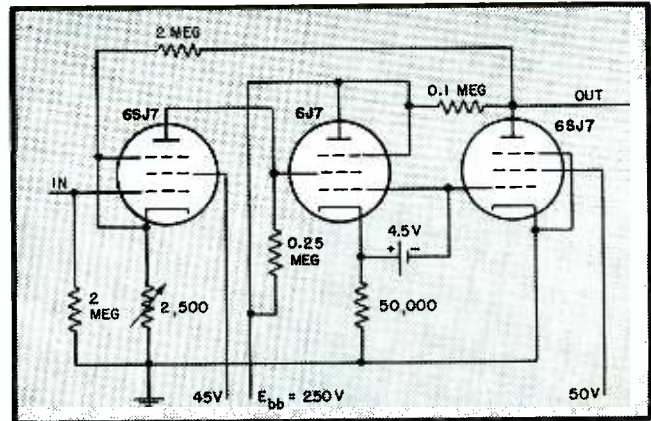 2 MEG
0.1 MEG
OUT
6SJ7
6J7
6SJ7
IN
4.5V
+ −
0.25
MEG
2
MEG
2,500
50,000
45V
Ebb = 250V
50V